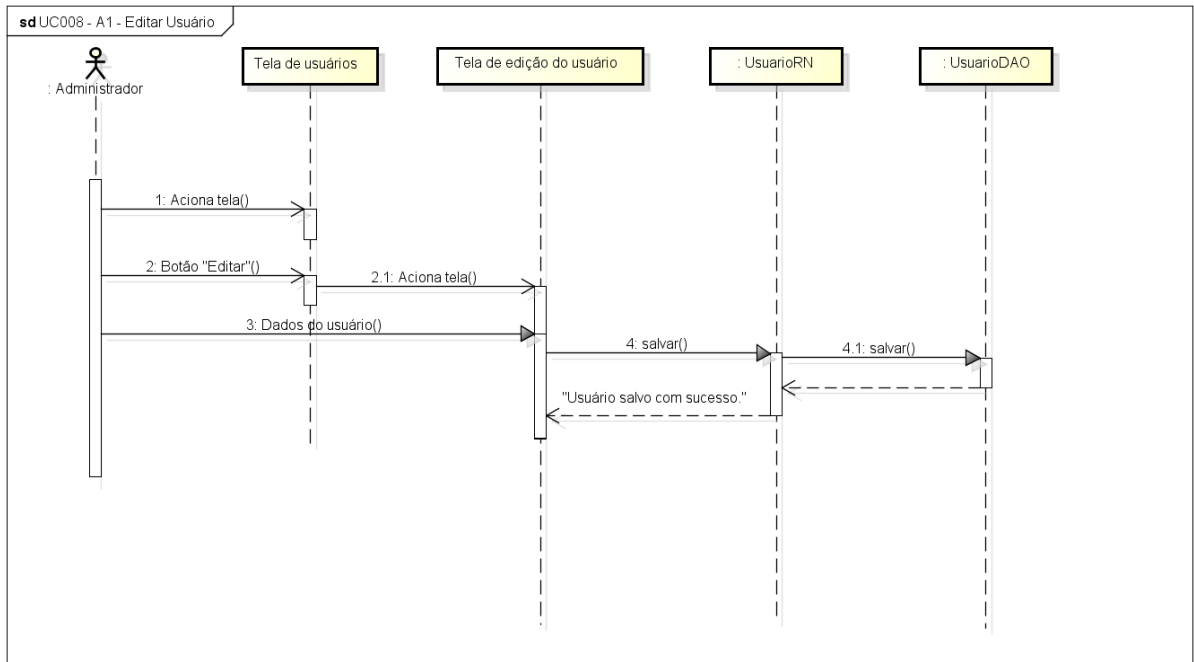 sd UC008 - A1 - Editar Usuário
: Administrador
Tela de usuários
Tela de edição do usuário
: UsuarioRN
: UsuarioDAO
1: Aciona tela()
2: Botão "Editar"()
2.1: Aciona tela()
3: Dados do usuário()
4: salvar()
4.1: salvar()
"Usuário salvo com sucesso."